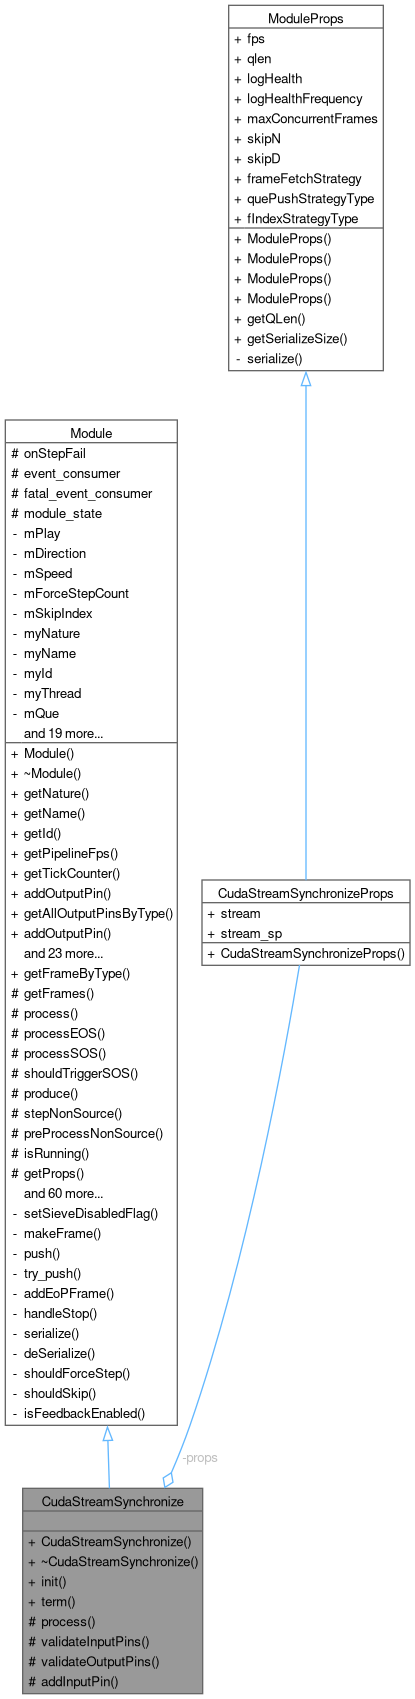 ModuleProps
+ fps
+ qlen
+ logHealth
+ logHealthFrequency
+ maxConcurrentFrames
+ skipN
+ skipD
+ frameFetchStrategy
+ quePushStrategyType
+ fIndexStrategyType
+ ModuleProps()
+ ModuleProps()
+ ModuleProps()
+ ModuleProps()
+ getQLen()
+ getSerializeSize()
- serialize()
Module
# onStepFail
# event_consumer
# fatal_event_consumer
# module_state
- mPlay
- mDirection
- mSpeed
- mForceStepCount
- mSkipIndex
- myNature
- myName
- myId
- myThread
- mQue
and 19 more...
+ Module()
+ ~Module()
+ getNature()
+ getName()
+ getId()
+ getPipelineFps()
+ getTickCounter()
+ addOutputPin()
+ getAllOutputPinsByType()
+ addOutputPin()
and 23 more...
+ getFrameByType()
# getFrames()
# process()
# processEOS()
# processSOS()
# shouldTriggerSOS()
# produce()
# stepNonSource()
# preProcessNonSource()
# isRunning()
# getProps()
and 60 more...
- setSieveDisabledFlag()
- makeFrame()
- push()
- try_push()
- addEoPFrame()
- handleStop()
- serialize()
- deSerialize()
- shouldForceStep()
- shouldSkip()
- isFeedbackEnabled()
CudaStreamSynchronizeProps
+ stream
+ stream_sp
+ CudaStreamSynchronizeProps()
-props
CudaStreamSynchronize
+ CudaStreamSynchronize()
+ ~CudaStreamSynchronize()
+ init()
+ term()
# process()
# validateInputPins()
# validateOutputPins()
# addInputPin()